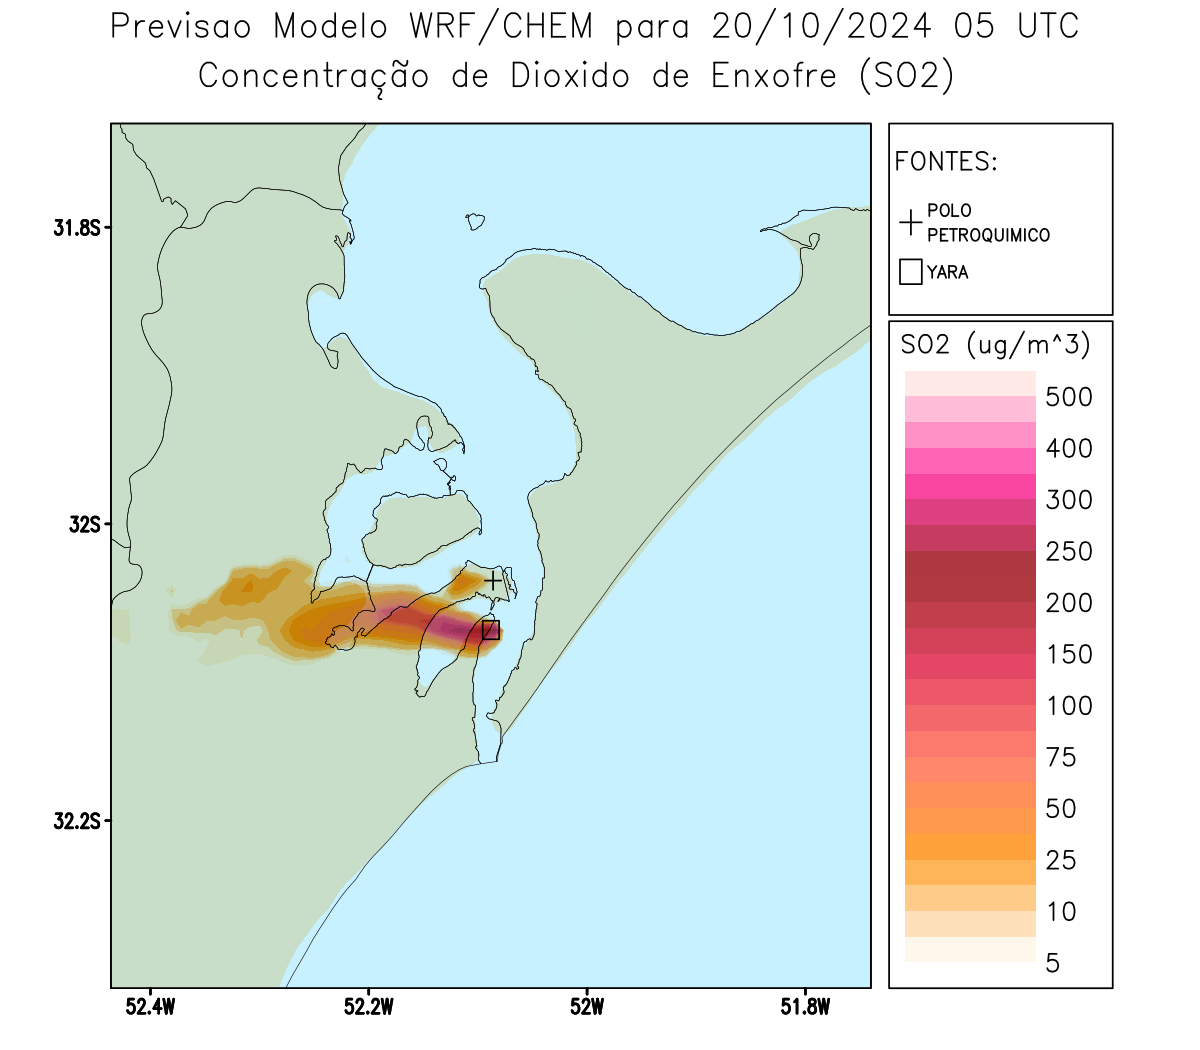 Previsao Modelo WRF/CHEM para 20/10/2024 05 UTC
Concentração de Dioxido de Enxofre (SO2)
FONTES:
POLO
PETROQUIMICO
YARA
SO2 (ug/m^3)
500
400
300
250
200
150
100
75
50
25
10
5
31.8S
32S
32.2S
52.4W
52.2W
52W
51.8W